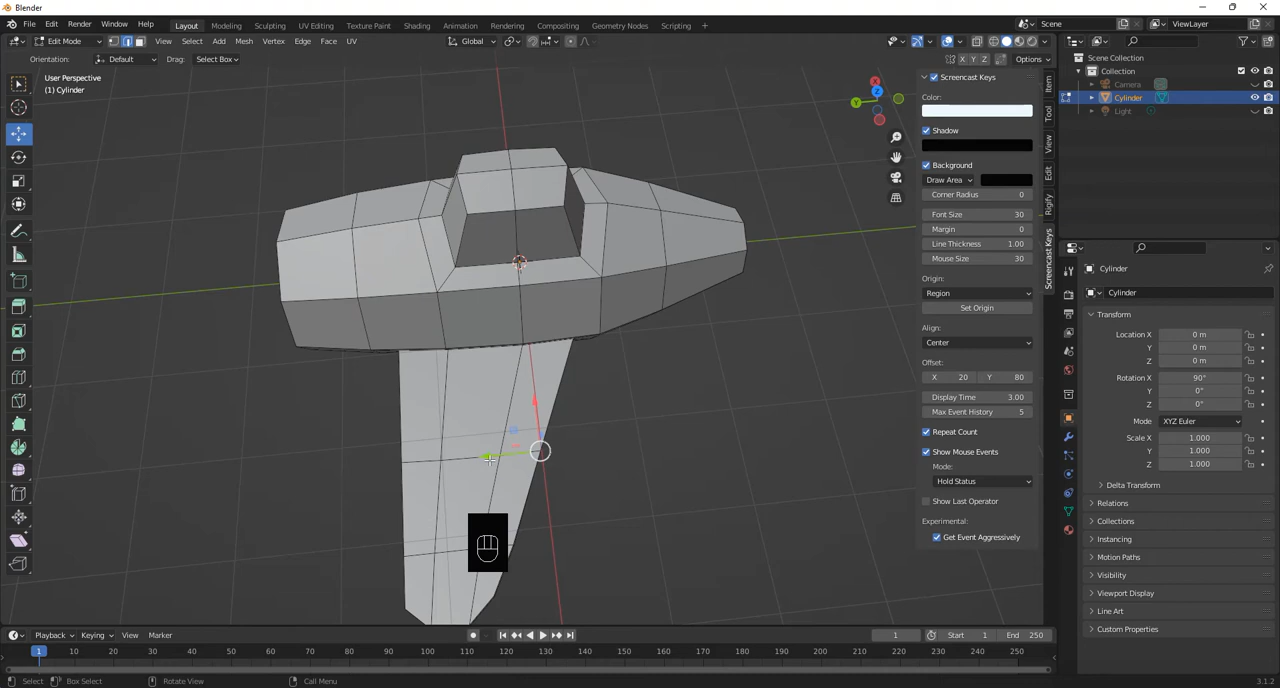 Blender
File Edit Render Window Help Layout Modeling Sculpting UV Editing Texture Paint Shading Animation Rendering Compositing Geometry Nodes Scripting + Scene ViewLayer
Edit Mode View Select Add Mesh Vertex Edge Face UV Global
Orientation: Default Drag: Select Box X Y Z Options
User Perspective
(1) Cylinder
X
Y
Z
Screencast Keys
Color:
Shadow
Background
Draw Area
Corner Radius 0
Font Size 30
Margin 0
Line Thickness 1.00
Mouse Size 30
Origin:
Region
Set Origin
Align:
Center
Offset:
X 20 Y 80
Display Time 3.00
Max Event History 5
Repeat Count
Show Mouse Events
Mode:
Hold Status
Show Last Operator
Experimental:
Get Event Aggressively
Item
Tool
View
Edit
Rigify
Screencast Keys
Scene Collection
Collection
Camera
Cylinder
Light
Cylinder
Cylinder
Transform
Location X 0 m
Y 0 m
Z 0 m
Rotation X 90°
Y 0°
Z 0°
Mode XYZ Euler
Scale X 1.000
Y 1.000
Z 1.000
Delta Transform
Relations
Collections
Instancing
Motion Paths
Visibility
Viewport Display
Line Art
Custom Properties
Playback Keying View Marker 1 Start 1 End 250
1 10 20 30 40 50 60 70 80 90 100 110 120 130 140 150 160 170 180 190 200 210 220 230 240 250
Select Box Select Rotate View Call Menu 3.1.2